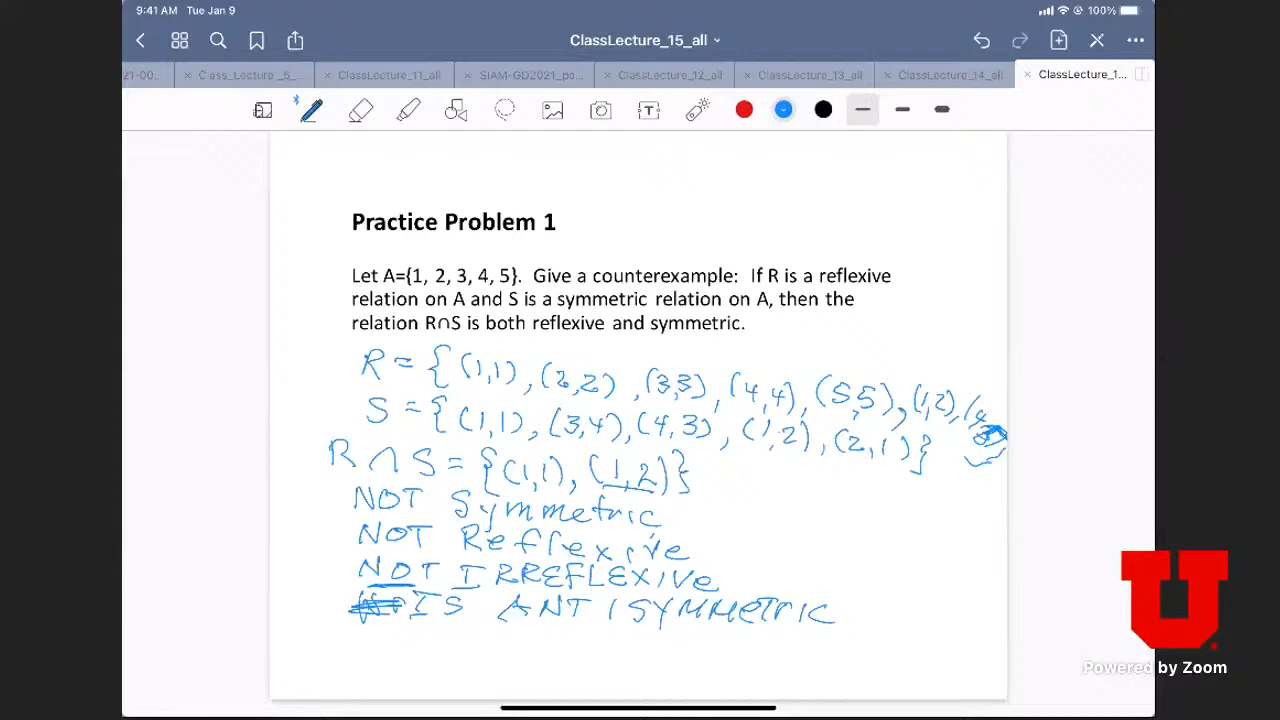 9:41 AM Tue Jan 9
100%
ClassLecture_15_all
21-00...
Class_Lecture_5_...
ClassLecture_11_all
SIAM-GD2021_po...
ClassLecture_12_all
ClassLecture_13_all
ClassLecture_14_all
ClassLecture_1...
T
Practice Problem 1
Let A={1, 2, 3, 4, 5}. Give a counterexample: If R is a reflexive
relation on A and S is a symmetric relation on A, then the
relation R∩S is both reflexive and symmetric.
R = {(1,1), (2,2), (3,3), (4,4), (5,5), (1,2), (4,
S = {(1,1), (3,4), (4,3), (1,2), (2,1)}
R ∩ S = {(1,1), (1,2)}
NOT Symmetric
NOT Reflexive
NOT IRREFLEXIVE
IS ANTISYMMETRIC
U
Powered by Zoom